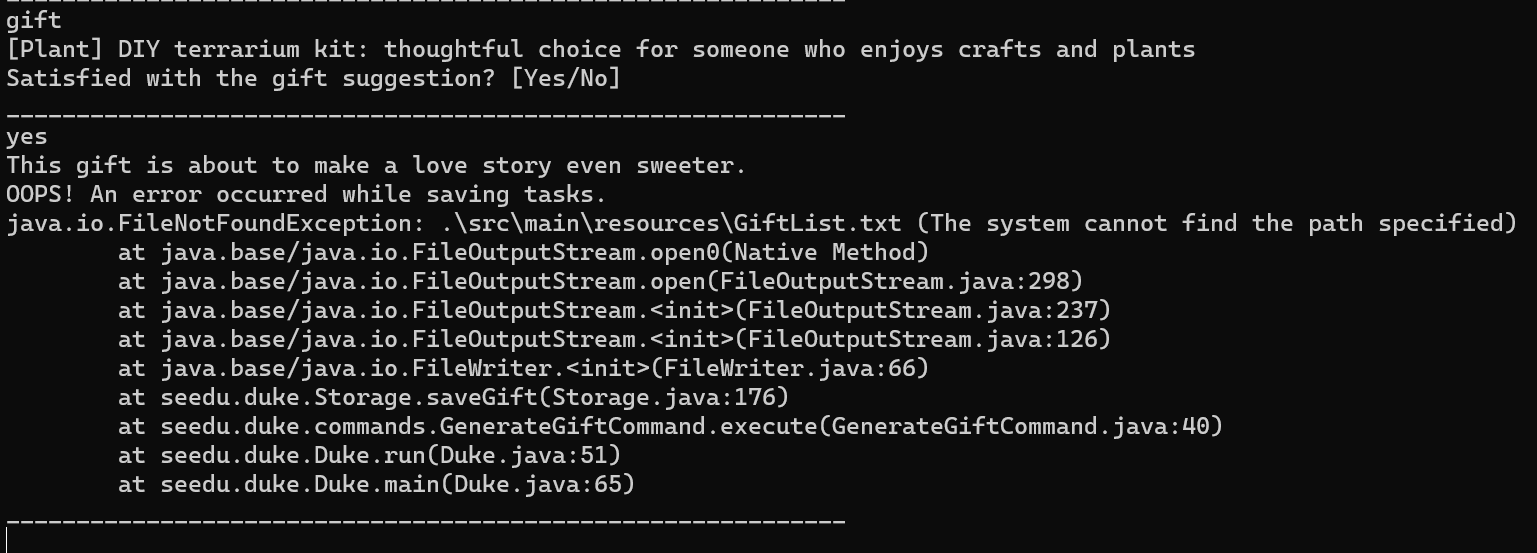 ____________________________________________________________
gift
[Plant] DIY terrarium kit: thoughtful choice for someone who enjoys crafts and plants
Satisfied with the gift suggestion? [Yes/No]
____________________________________________________________
yes
This gift is about to make a love story even sweeter.
OOPS! An error occurred while saving tasks.
java.io.FileNotFoundException: .\src\main\resources\GiftList.txt (The system cannot find the path specified)
at java.base/java.io.FileOutputStream.open0(Native Method)
at java.base/java.io.FileOutputStream.open(FileOutputStream.java:298)
at java.base/java.io.FileOutputStream.<init>(FileOutputStream.java:237)
at java.base/java.io.FileOutputStream.<init>(FileOutputStream.java:126)
at java.base/java.io.FileWriter.<init>(FileWriter.java:66)
at seedu.duke.Storage.saveGift(Storage.java:176)
at seedu.duke.commands.GenerateGiftCommand.execute(GenerateGiftCommand.java:40)
at seedu.duke.Duke.run(Duke.java:51)
at seedu.duke.Duke.main(Duke.java:65)
____________________________________________________________